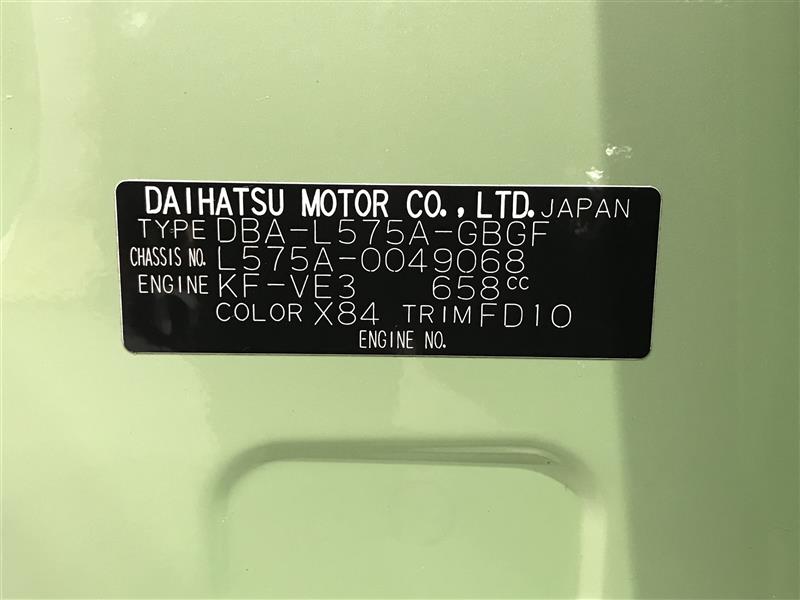 DAIHATSU MOTOR CO., LTD. JAPAN
TYPE DBA-L575A-GBGF
CHASSIS NO. L575A-0049068
ENGINE KF-VE3 658cc
COLOR X84 TRIM FD10
ENGINE NO.